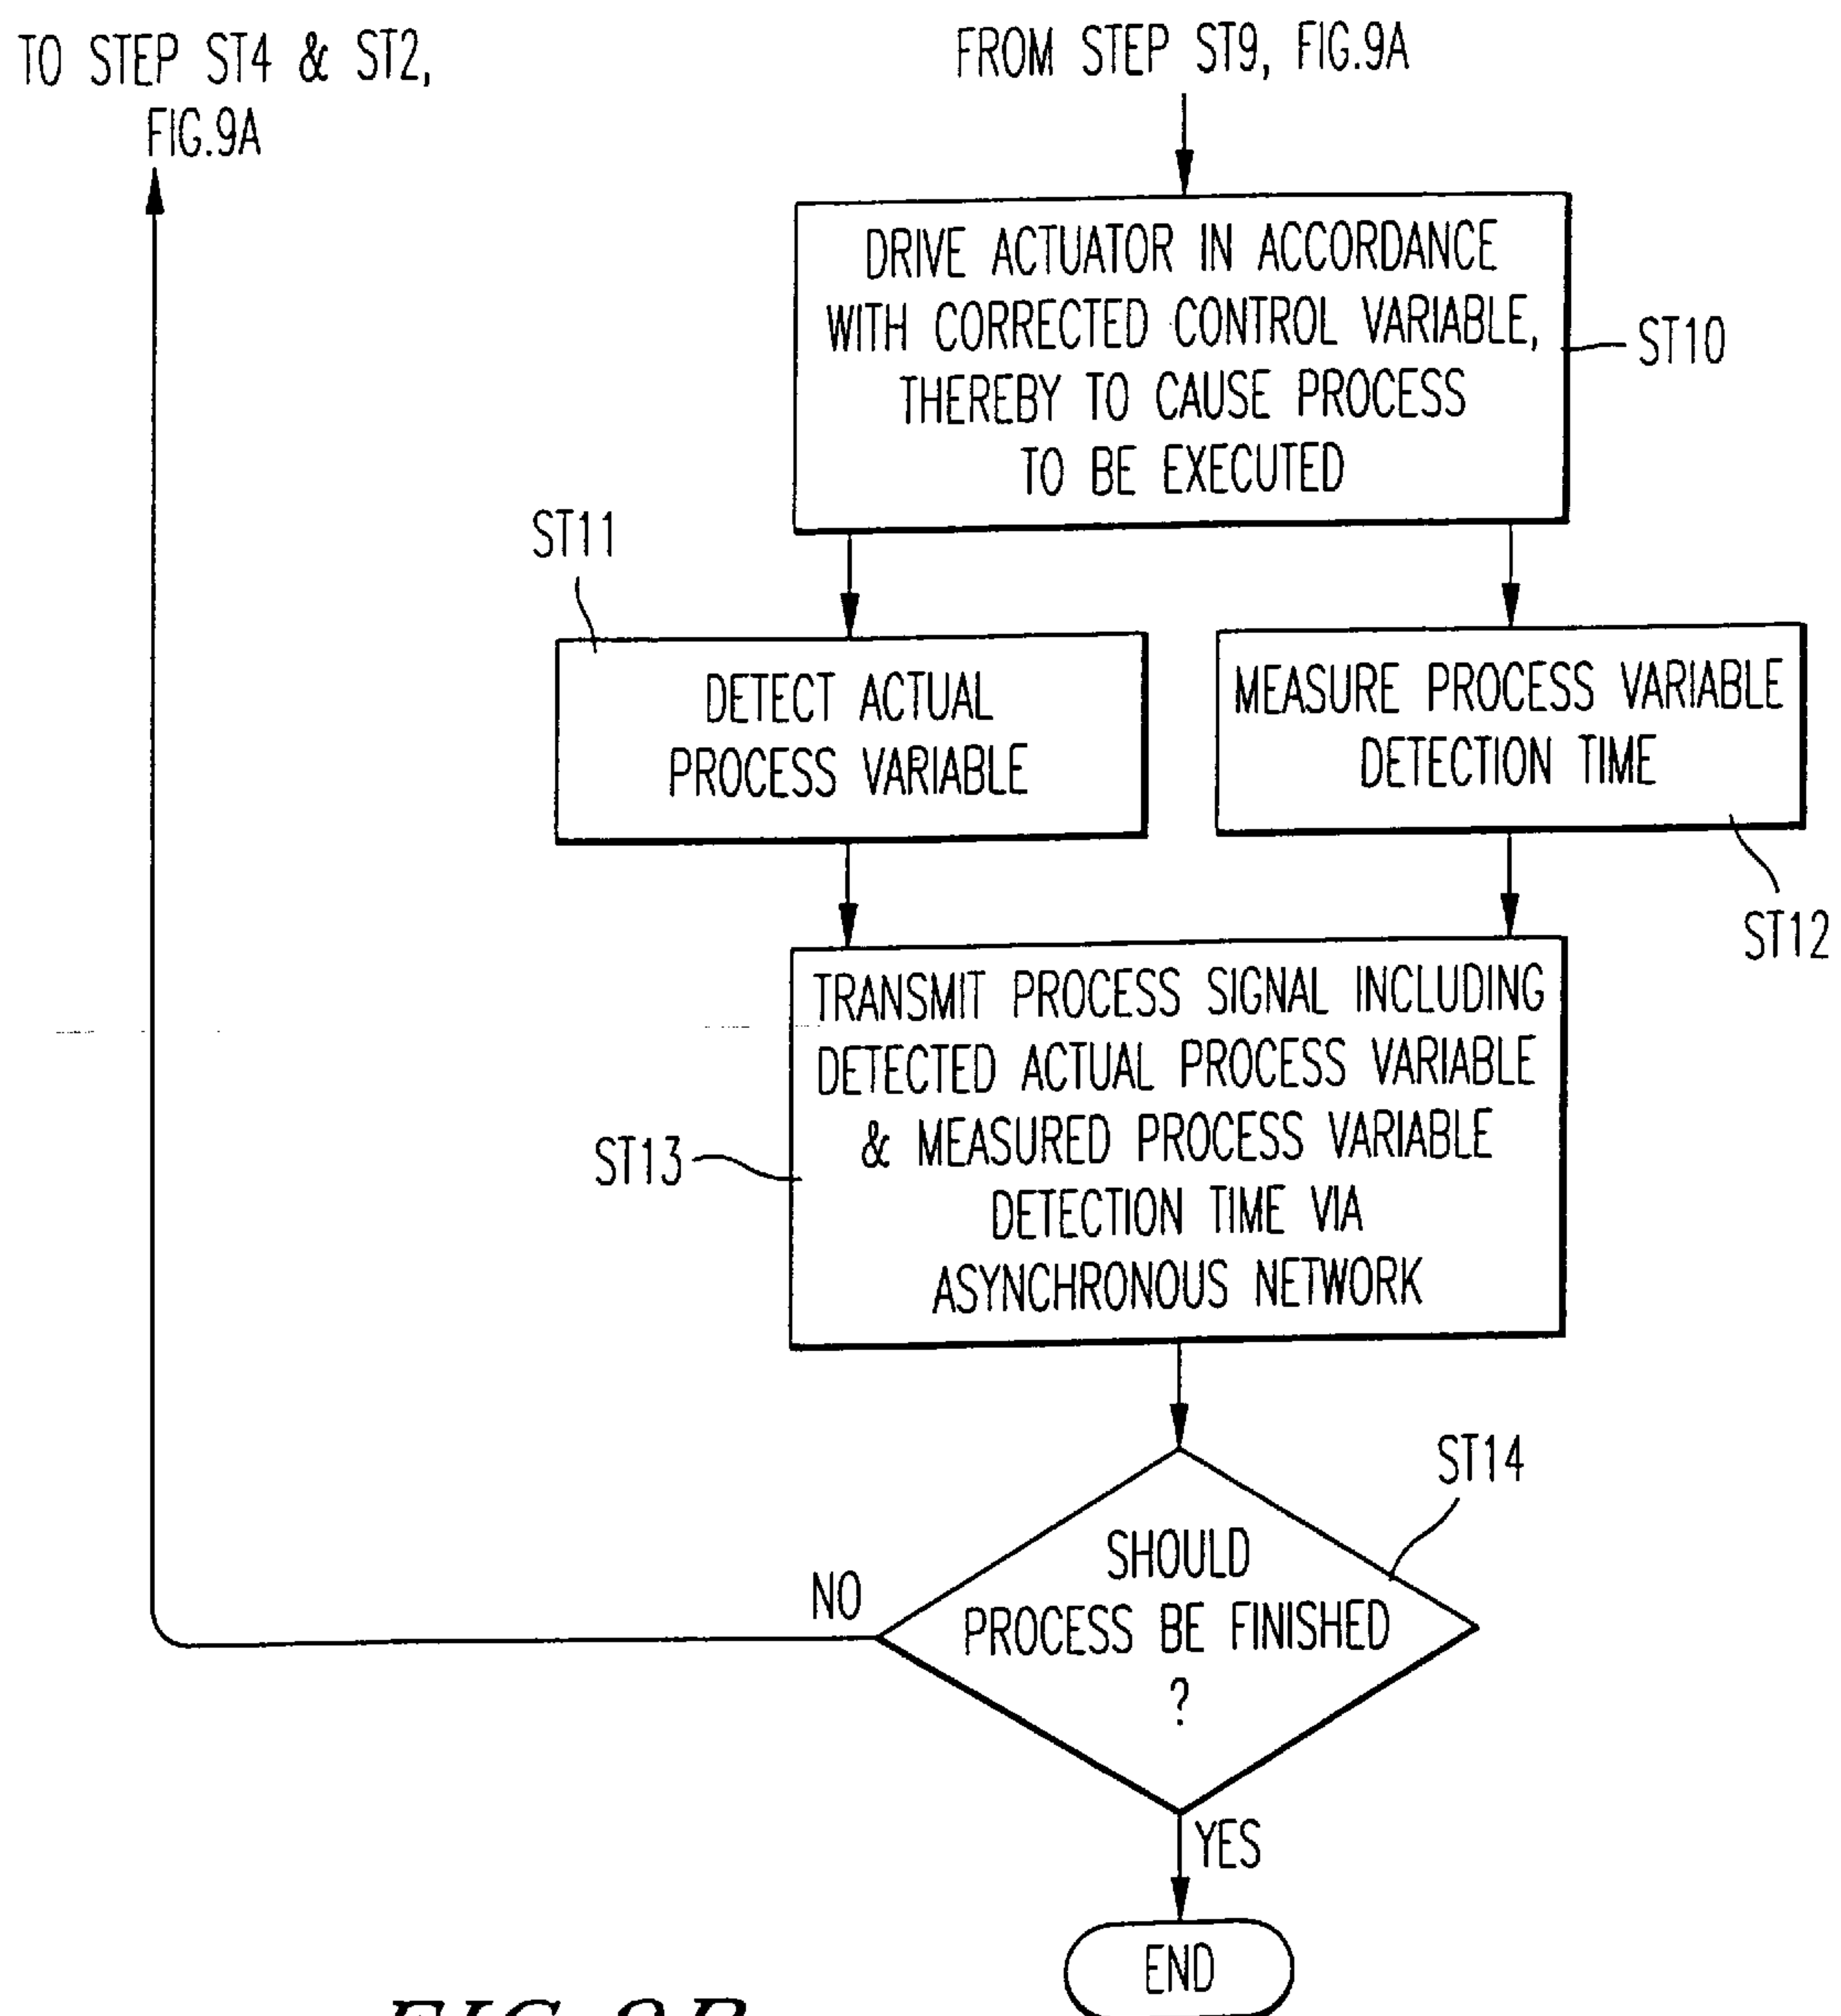 TO STEP ST4 & ST2,
FIG.9A
FROM STEP ST9, FIG.9A
DRIVE ACTUATOR IN ACCORDANCE
WITH CORRECTED CONTROL VARIABLE,
THEREBY TO CAUSE PROCESS
TO BE EXECUTED
ST10
ST11
DETECT ACTUAL
PROCESS VARIABLE
MEASURE PROCESS VARIABLE
DETECTION TIME
ST12
TRANSMIT PROCESS SIGNAL INCLUDING
DETECTED ACTUAL PROCESS VARIABLE
& MEASURED PROCESS VARIABLE
DETECTION TIME VIA
ASYNCHRONOUS NETWORK
ST13
ST14
SHOULD
PROCESS BE FINISHED
?
NO
YES
END